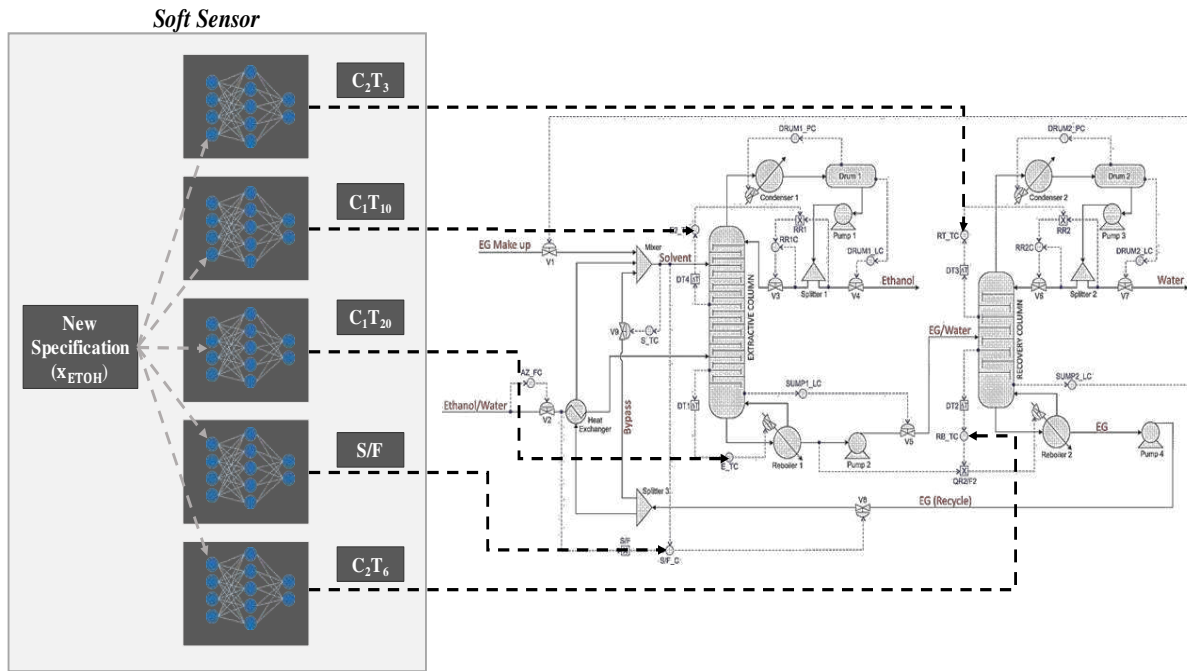 Soft Sensor
C2T3
C1T10
C1T20
S/F
C2T6
New
Specification
(xETOH)
DRUM1_PC
Condenser 1
Drum 1
RR1
Pump 1
RR1C
DRUM1_LC
V3
Splitter 1
V4
Ethanol
EG Make up
V1
Mixer
Solvent
DT4
V9
S_TC
EXTRACTIVE COLUMN
AZ_FC
Ethanol/Water
V2
Heat
Exchanger
Bypass
DT1
E_TC
SUMP1_LC
Reboiler 1
Pump 2
V5
Splitter 3
S/F
S/F_C
V8
EG (Recycle)
DRUM2_PC
Condenser 2
Drum 2
RR2
Pump 3
RT_TC
RR2C
DRUM2_LC
DT3
V6
Splitter 2
V7
Water
EG/Water
RECOVERY COLUMN
SUMP2_LC
DT2
RB_TC
Reboiler 2
EG
Pump 4
QR2/F2